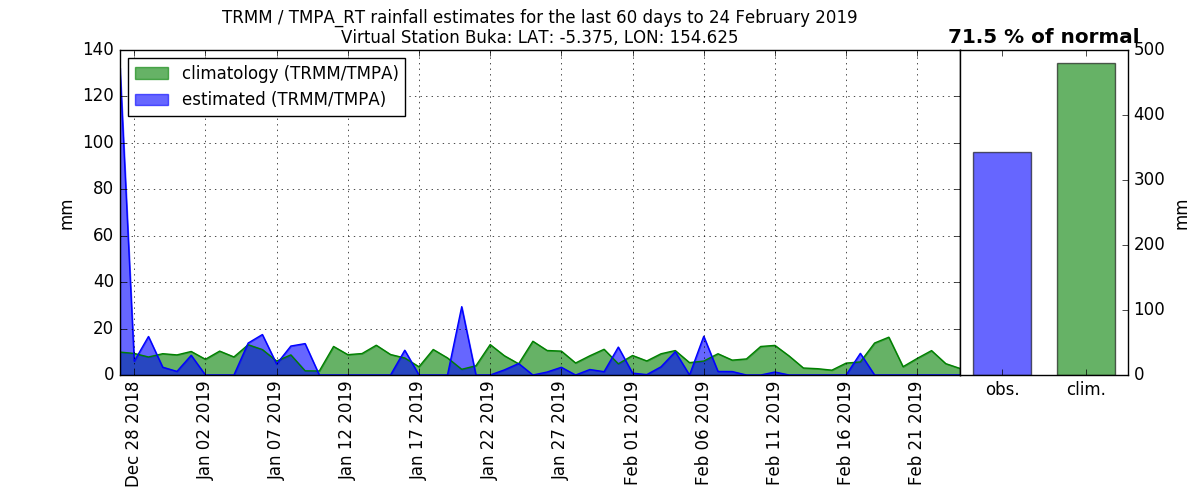 TRMM / TMPA_RT rainfall estimates for the last 60 days to 24 February 2019
Virtual Station Buka: LAT: -5.375, LON: 154.625
71.5 % of normal
climatology (TRMM/TMPA)
estimated (TRMM/TMPA)
mm
140
120
100
80
60
40
20
0
Dec 28 2018
Jan 02 2019
Jan 07 2019
Jan 12 2019
Jan 17 2019
Jan 22 2019
Jan 27 2019
Feb 01 2019
Feb 06 2019
Feb 11 2019
Feb 16 2019
Feb 21 2019
obs.
clim.
500
400
300
200
100
0
mm